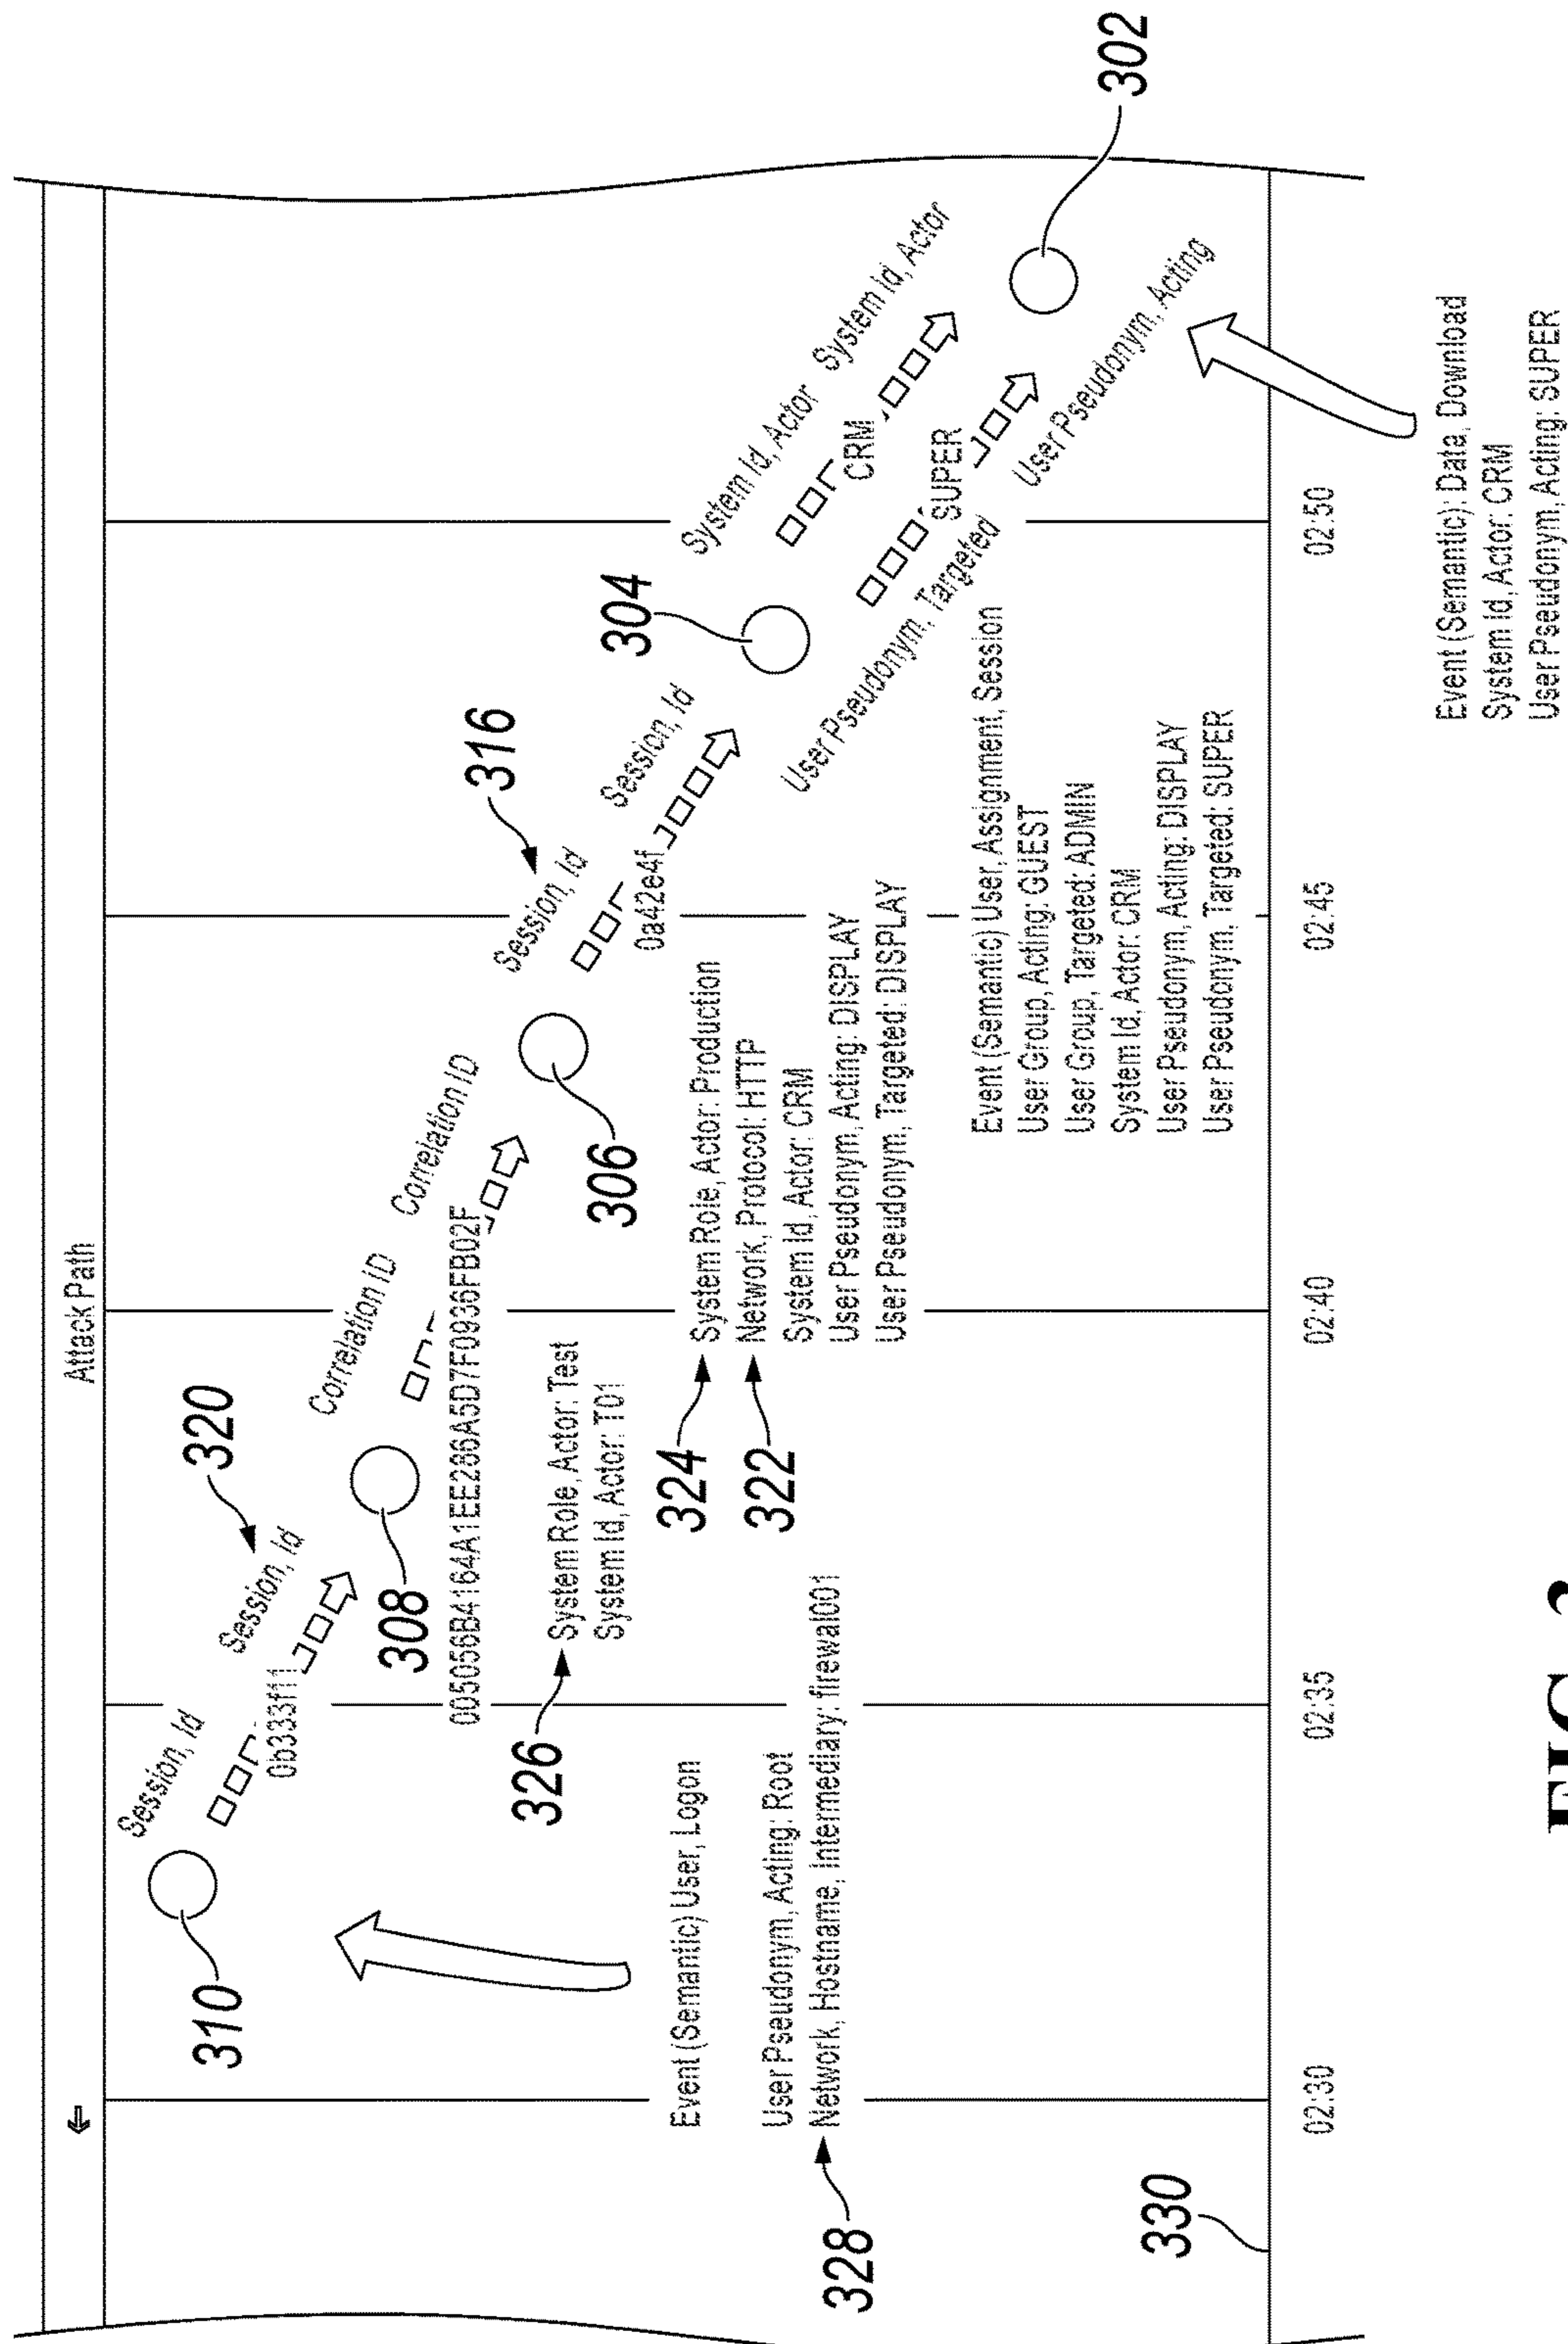 Attack Path
←
310
Session, Id
Session, Id
320
0b333f11
308
Correlation ID
Correlation ID
005056B4164A1EE286A5D7F0936FB02F
306
Session, Id
Session, Id
316
0a42e4f
304
System Id, Actor
System Id, Actor
CRM
SUPER
User Pseudonym, Targeted
User Pseudonym, Acting
302
Event (Semantic) User, Logon
User Pseudonym, Acting: Root
328
Network, Hostname, Intermediary: firewal001
326
System Role, Actor: Test
System Id, Actor: T01
324
System Role, Actor: Production
322
Network, Protocol: HTTP
System Id, Actor: CRM
User Pseudonym, Acting: DISPLAY
User Pseudonym, Targeted: DISPLAY
Event (Semantic) User, Assignment, Session
User Group, Acting: GUEST
User Group, Targeted: ADMIN
System Id, Actor: CRM
User Pseudonym, Acting: DISPLAY
User Pseudonym, Targeted: SUPER
330
02:30
02:35
02:40
02:45
02:50
Event (Semantic): Data, Download
System Id, Actor: CRM
User Pseudonym, Acting: SUPER